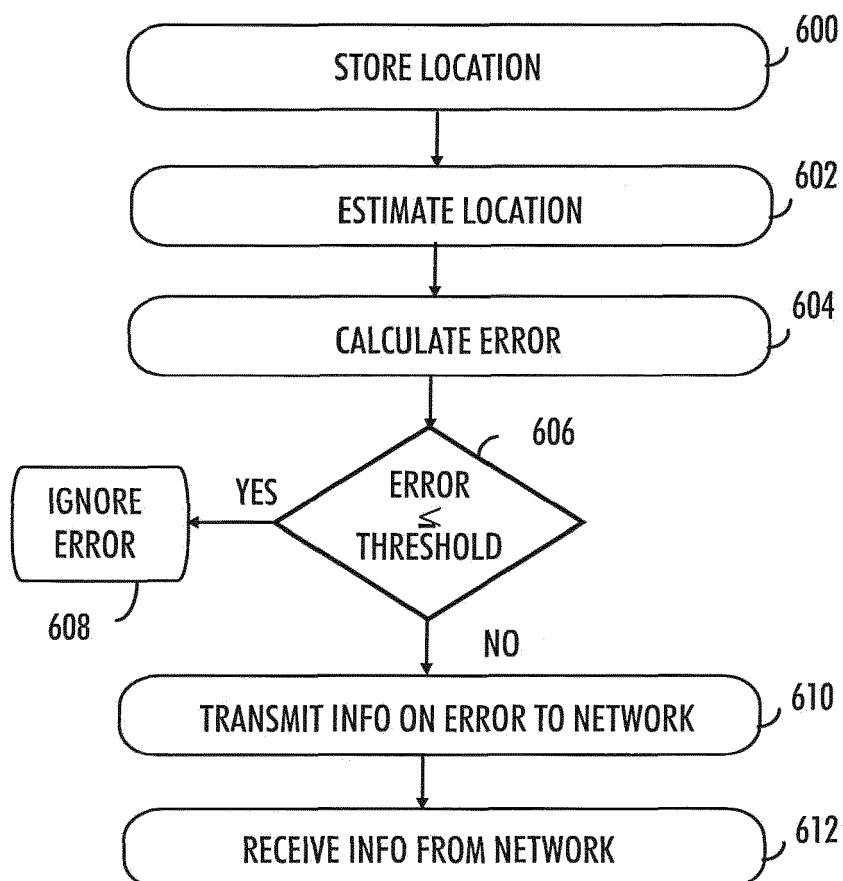 600
STORE LOCATION
602
ESTIMATE LOCATION
604
CALCULATE ERROR
606
ERROR
≤
THRESHOLD
YES
IGNORE
ERROR
608
NO
610
TRANSMIT INFO ON ERROR TO NETWORK
612
RECEIVE INFO FROM NETWORK